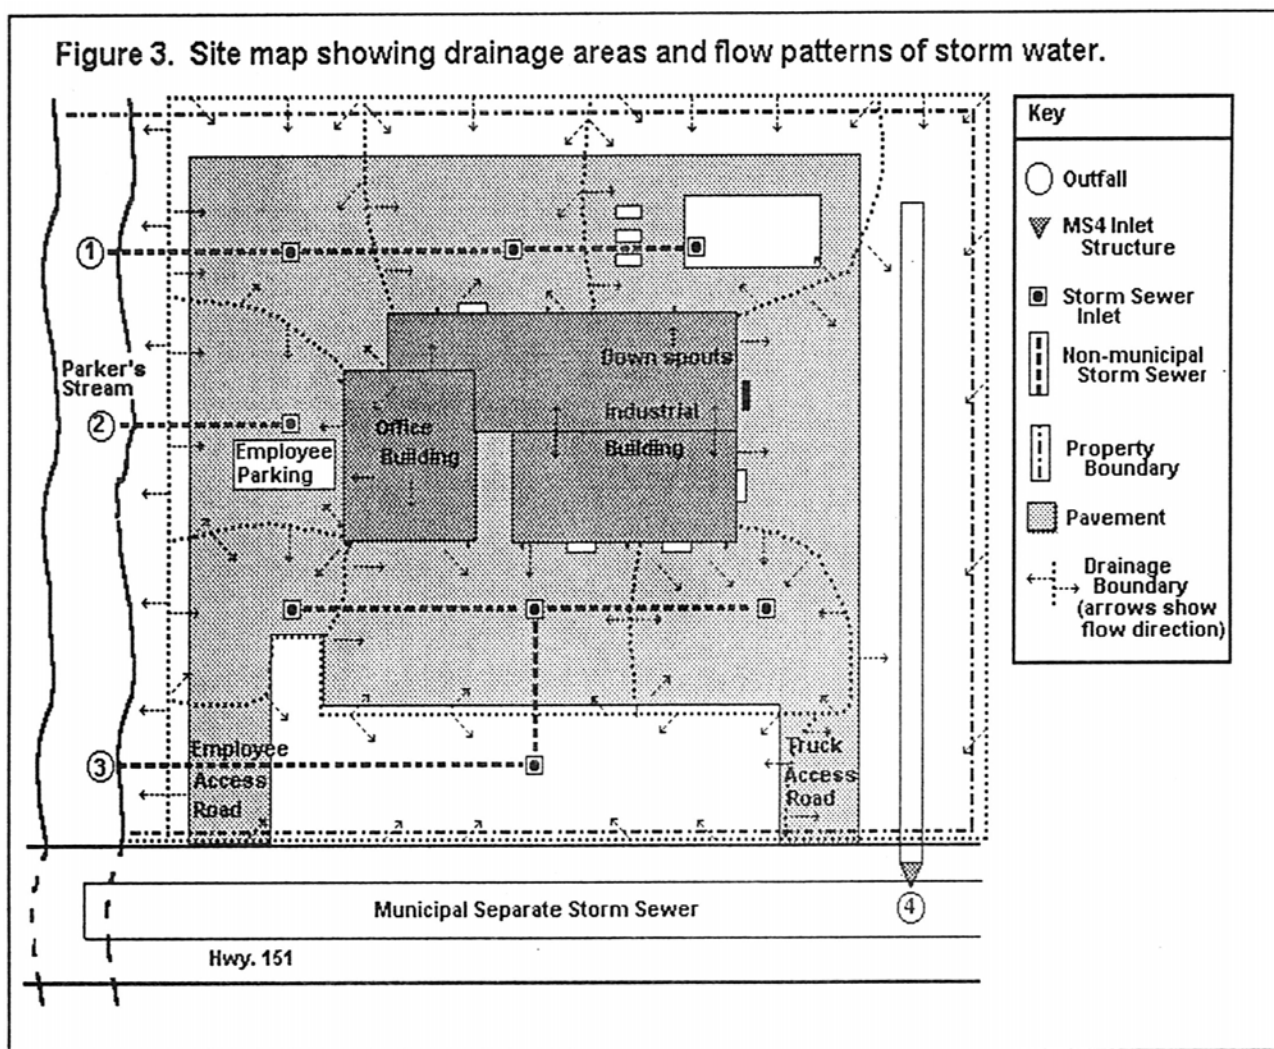 Figure 3. Site map showing drainage areas and flow patterns of storm water.
Key
Outfall
MS4 Inlet
Structure
Storm Sewer
Inlet
Non-municipal
Storm Sewer
Property
Boundary
Pavement
Drainage
Boundary
(arrows show
flow direction)
1
Parker's
Stream
2
3
Down spouts
Industrial
Building
Office
Building
Employee
Parking
Employee
Access
Road
Truck
Access
Road
4
Municipal Separate Storm Sewer
Hwy. 151